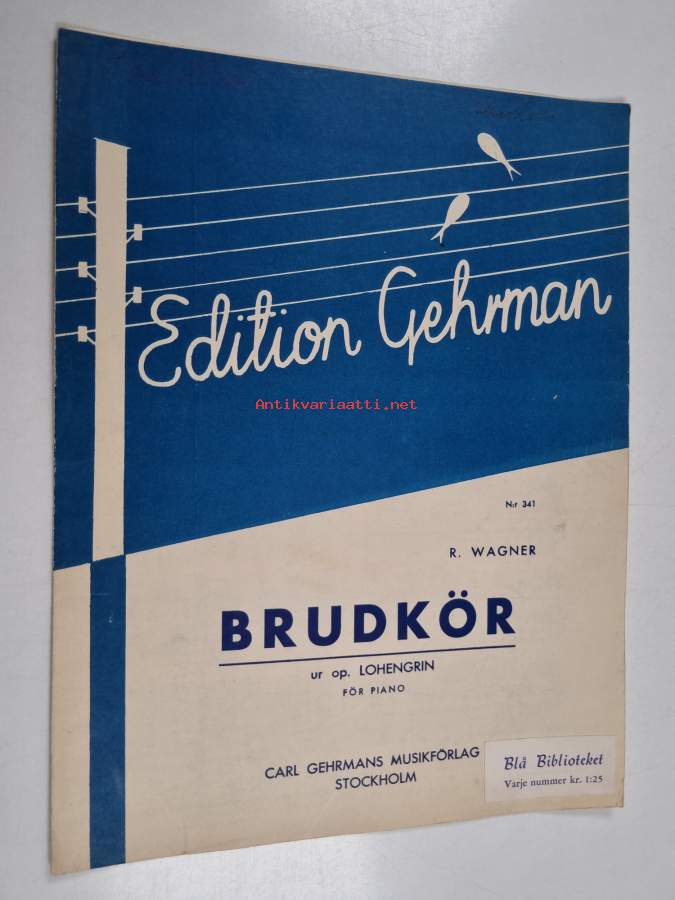 Edition Gehrman
Antikvariaatti.net
N:r 341
R. WAGNER
BRUDKÖR
ur op. LOHENGRIN
FÖR PIANO
CARL GEHRMANS MUSIKFÖRLAG
STOCKHOLM
Blå Biblioteket
Varje nummer kr. 1:25